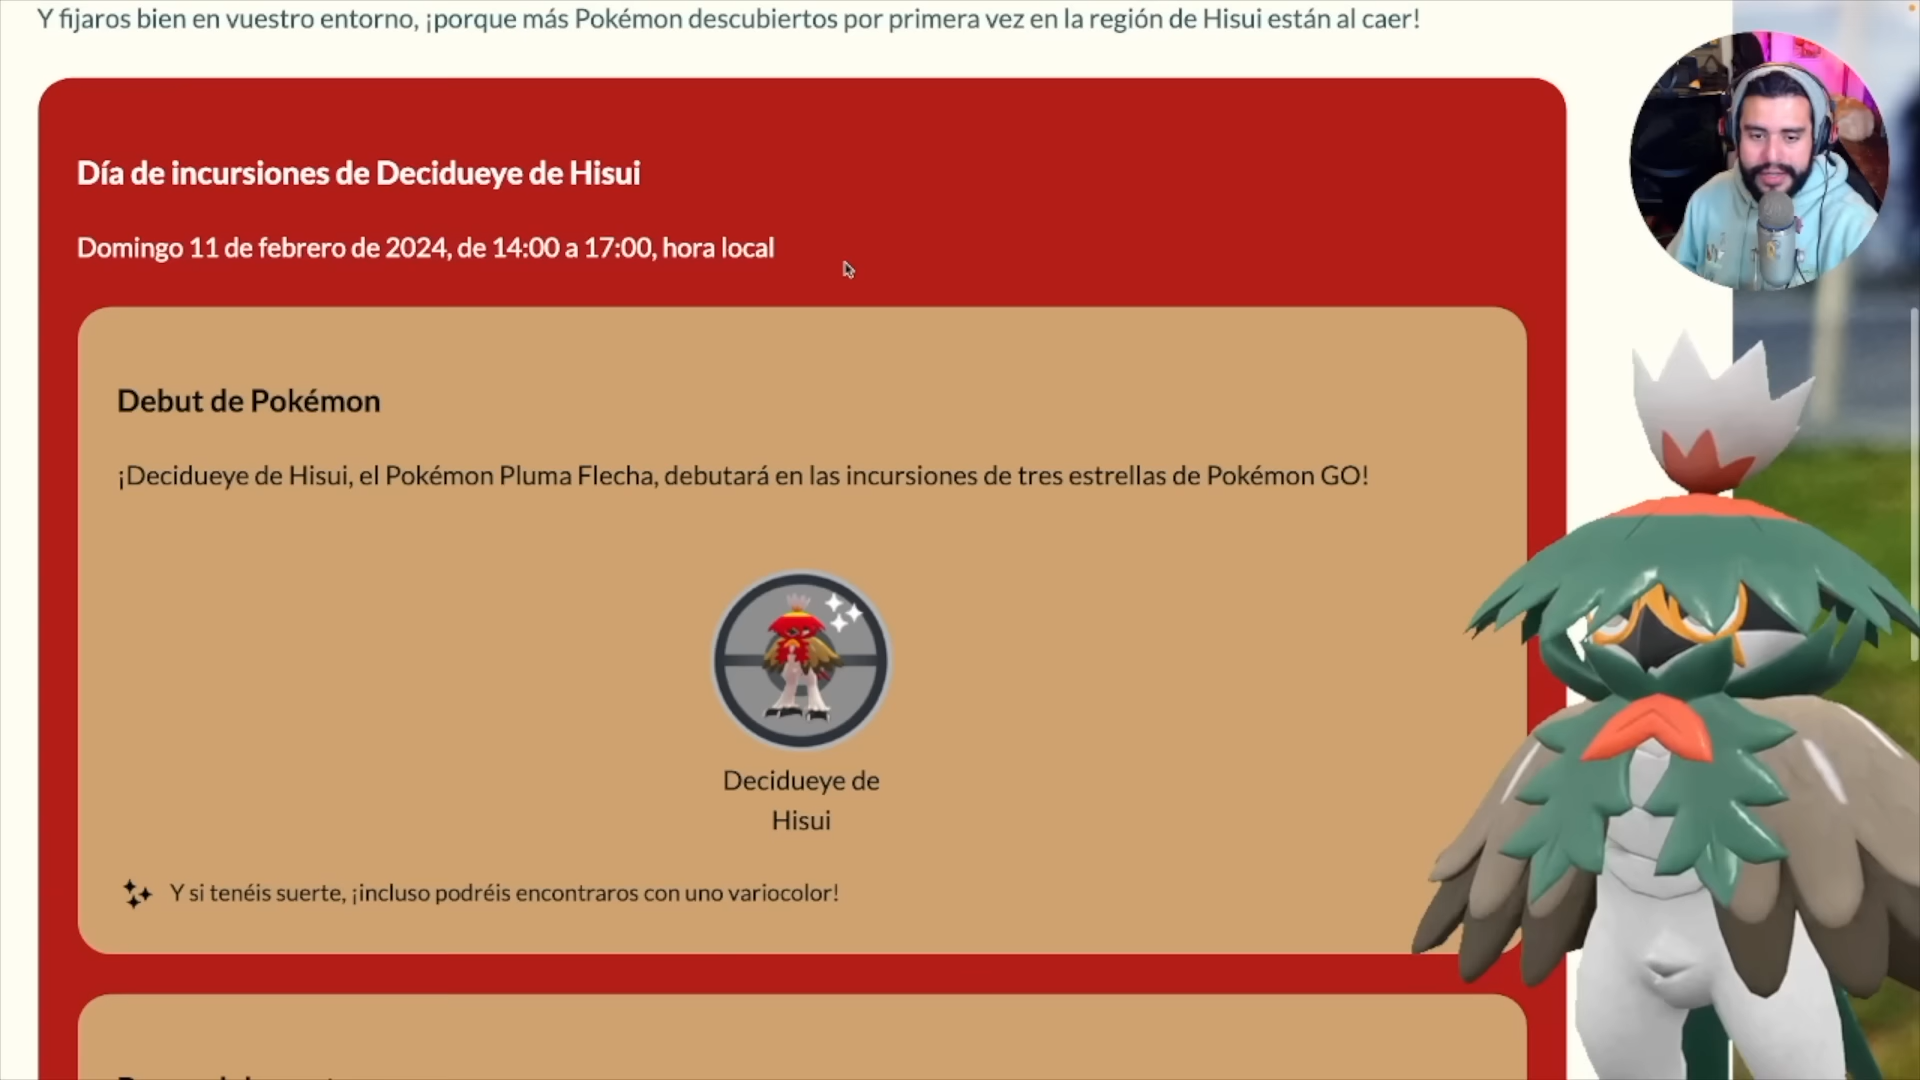 Y fijaros bien en vuestro entorno, ¡porque más Pokémon descubiertos por primera vez en la región de Hisui están al caer!
Día de incursiones de Decidueye de Hisui
Domingo 11 de febrero de 2024, de 14:00 a 17:00, hora local
Debut de Pokémon
¡Decidueye de Hisui, el Pokémon Pluma Flecha, debutará en las incursiones de tres estrellas de Pokémon GO!
Decidueye de
Hisui
Y si tenéis suerte, ¡incluso podréis encontraros con uno variocolor!